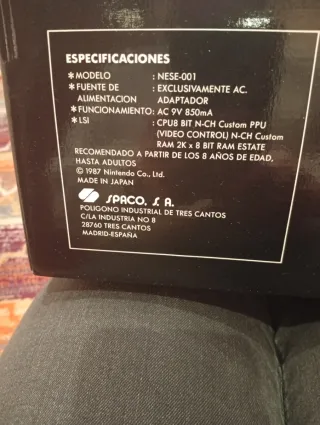 ESPECIFICACIONES
*MODELO : NESE-001
*FUENTE DE : EXCLUSIVAMENTE AC.
ALIMENTACION ADAPTADOR
*FUNCIONAMIENTO: AC 9V 850mA
*LSI : CPU8 BIT N-CH Custom PPU
(VIDEO CONTROL) N-CH Custom
RAM 2K x 8 BIT RAM ESTATE
RECOMENDADO A PARTIR DE LOS 8 AÑOS DE EDAD,
HASTA ADULTOS
© 1987 Nintendo Co., Ltd.
MADE IN JAPAN
SPACO, S. A.
POLIGONO INDUSTRIAL DE TRES CANTOS
C/LA INDUSTRIA NO 8
28760 TRES CANTOS
MADRID-ESPAÑA